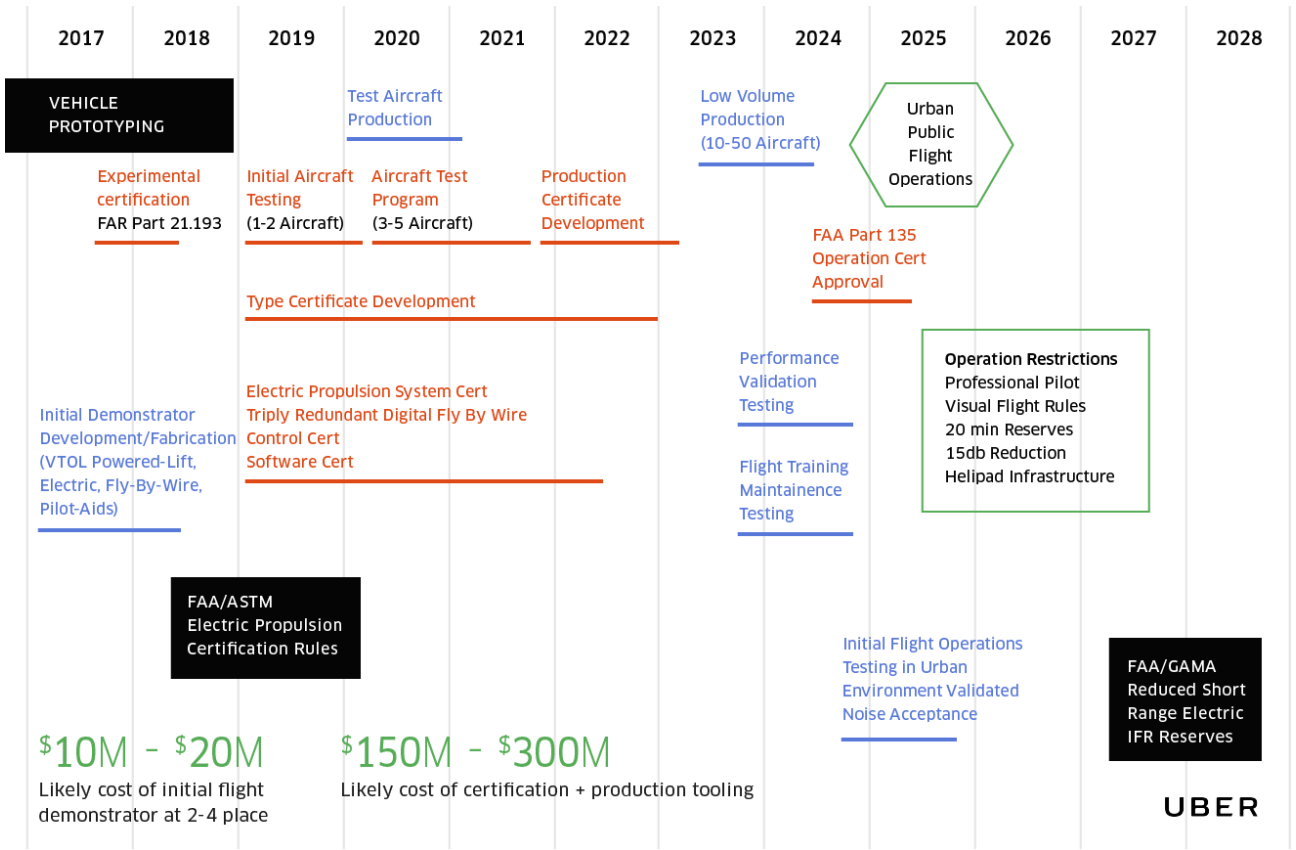 2017 2018 2019 2020 2021 2022 2023 2024 2025 2026 2027 2028
VEHICLE
PROTOTYPING
Experimental
certification
FAR Part 21.193
Initial Aircraft
Testing
(1-2 Aircraft)
Test Aircraft
Production
Aircraft Test
Program
(3-5 Aircraft)
Production
Certificate
Development
Low Volume
Production
(10-50 Aircraft)
Urban
Public
Flight
Operations
FAA Part 135
Operation Cert
Approval
Type Certificate Development
Initial Demonstrator
Development/Fabrication
(VTOL Powered-Lift,
Electric, Fly-By-Wire,
Pilot-Aids)
Electric Propulsion System Cert
Triply Redundant Digital Fly By Wire
Control Cert
Software Cert
Performance
Validation
Testing
Flight Training
Maintainence
Testing
Operation Restrictions
Professional Pilot
Visual Flight Rules
20 min Reserves
15db Reduction
Helipad Infrastructure
FAA/ASTM
Electric Propulsion
Certification Rules
Initial Flight Operations
Testing in Urban
Environment Validated
Noise Acceptance
FAA/GAMA
Reduced Short
Range Electric
IFR Reserves
$10M - $20M
Likely cost of initial flight
demonstrator at 2-4 place
$150M - $300M
Likely cost of certification + production tooling
UBER